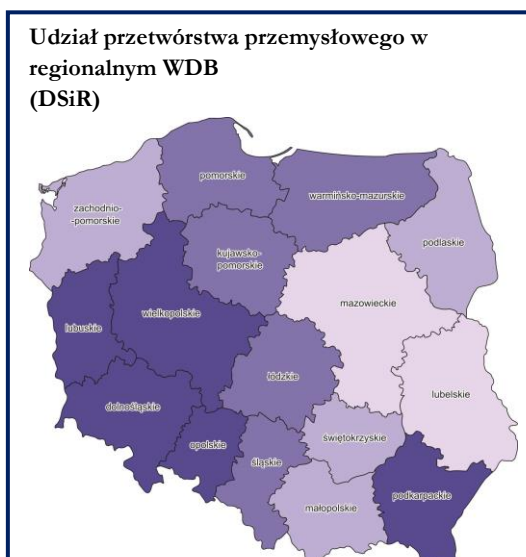 Udział przetwórstwa przemysłowego w
regionalnym WDB
(DSiR)
pomorskie
warmińsko-mazurskie
zachodnio-
-pomorskie
podlaskie
kujawsko-
pomorskie
mazowieckie
wielkopolskie
lubuskie
łódzkie
lubelskie
dolnośląskie
świętokrzyskie
opolskie
śląskie
podkarpackie
małopolskie